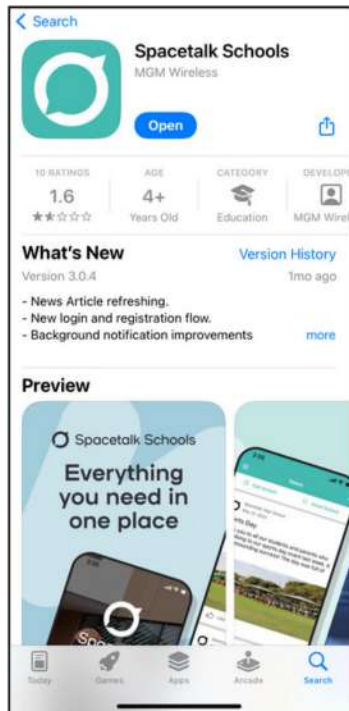 Search
Spacetalk Schools
MGM Wireless
Open
10 RATINGS
AGE
CATEGORY
DEVELOPE
1.6
4+
Years Old
Education
MGM Wirel
What's New
Version History
Version 3.0.4
1mo ago
- News Article refreshing.
- New login and registration flow.
- Background notification improvements
more
Preview
Spacetalk Schools
Everything
you need in
one place
Today
Games
Apps
Arcade
Search